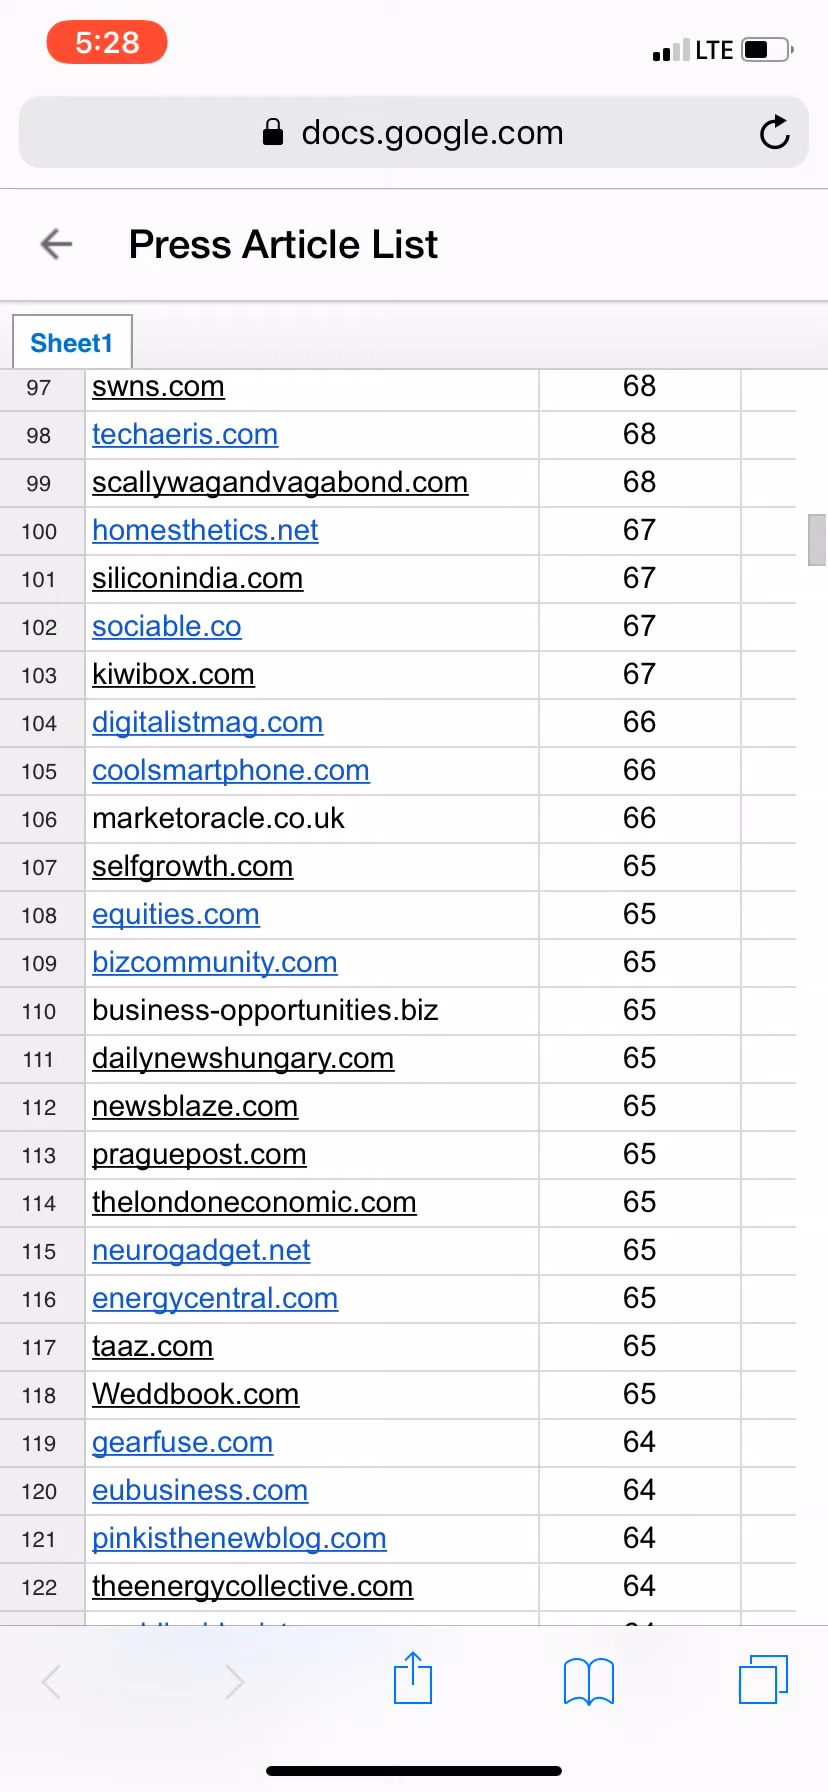 5:28 LTE
docs.google.com
Press Article List
Sheet1
97 swns.com 68
98 techaeris.com 68
99 scallywagandvagabond.com 68
100 homesthetics.net 67
101 siliconindia.com 67
102 sociable.co 67
103 kiwibox.com 67
104 digitalistmag.com 66
105 coolsmartphone.com 66
106 marketoracle.co.uk 66
107 selfgrowth.com 65
108 equities.com 65
109 bizcommunity.com 65
110 business-opportunities.biz 65
111 dailynewshungary.com 65
112 newsblaze.com 65
113 praguepost.com 65
114 thelondoneconomic.com 65
115 neurogadget.net 65
116 energycentral.com 65
117 taaz.com 65
118 Weddbook.com 65
119 gearfuse.com 64
120 eubusiness.com 64
121 pinkisthenewblog.com 64
122 theenergycollective.com 64